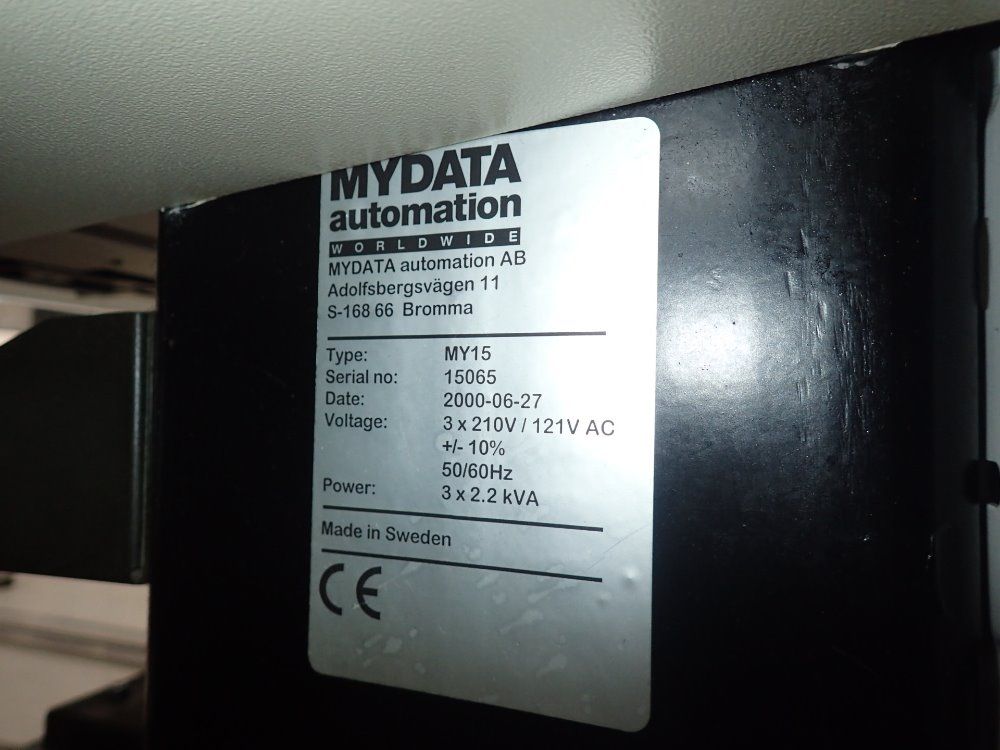 MYDATA
automation
WORLDWIDE
MYDATA automation AB
Adolfsbergsvägen 11
S-168 66 Bromma
Type: MY15
Serial no: 15065
Date: 2000-06-27
Voltage: 3 x 210V / 121V AC
+/- 10%
50/60Hz
Power: 3 x 2.2 kVA
Made in Sweden
CE